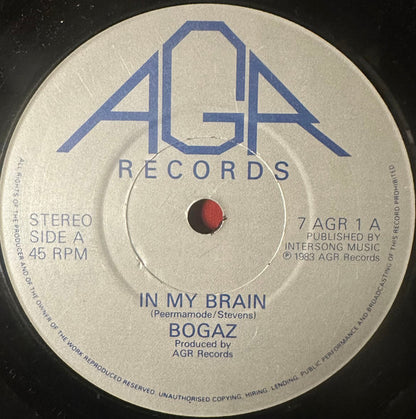 AGR
RECORDS
STEREO
SIDE A
45 RPM
7 AGR 1 A
PUBLISHED BY
INTERSONG MUSIC
℗ 1983 AGR Records
IN MY BRAIN
(Peermamode/Stevens)
BOGAZ
Produced by
AGR Records
ALL RIGHTS OF THE PRODUCER AND OF THE OWNER OF THE WORK REPRODUCED RESERVED. UNAUTHORISED COPYING, HIRING, LENDING, PUBLIC PERFORMANCE AND BROADCASTING OF THIS RECORD PROHIBITED